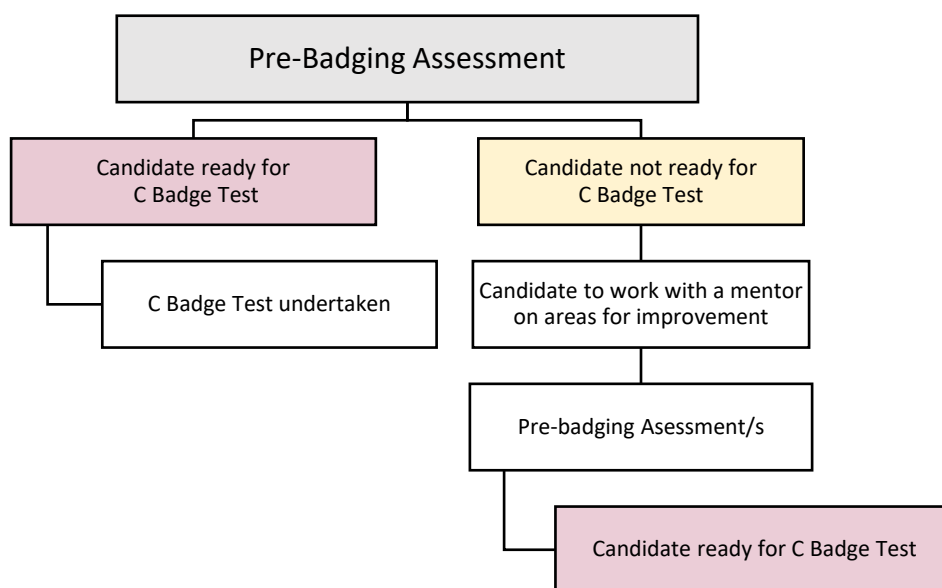 Pre-Badging Assessment
Candidate ready for
C Badge Test
Candidate not ready for
C Badge Test
C Badge Test undertaken
Candidate to work with a mentor
on areas for improvement
Pre-badging Asessment/s
Candidate ready for C Badge Test